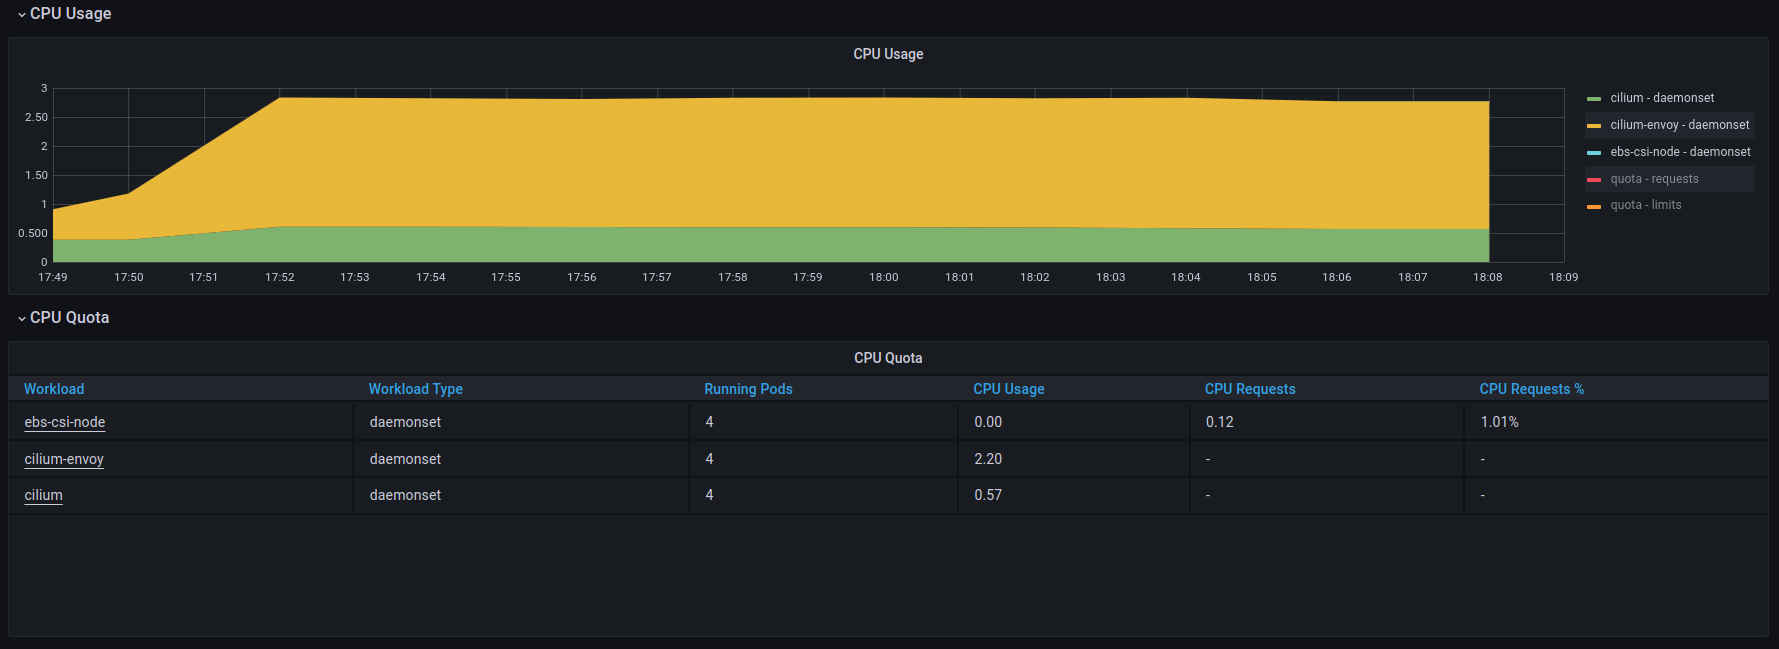 CPU Usage
CPU Usage
3
2.50
2
1.50
1
0.500
0
17:49 17:50 17:51 17:52 17:53 17:54 17:55 17:56 17:57 17:58 17:59 18:00 18:01 18:02 18:03 18:04 18:05 18:06 18:07 18:08 18:09
cilium - daemonset
cilium-envoy - daemonset
ebs-csi-node - daemonset
quota - requests
quota - limits
CPU Quota
CPU Quota
Workload Workload Type Running Pods CPU Usage CPU Requests CPU Requests %
ebs-csi-node daemonset 4 0.00 0.12 1.01%
cilium-envoy daemonset 4 2.20 - -
cilium daemonset 4 0.57 - -